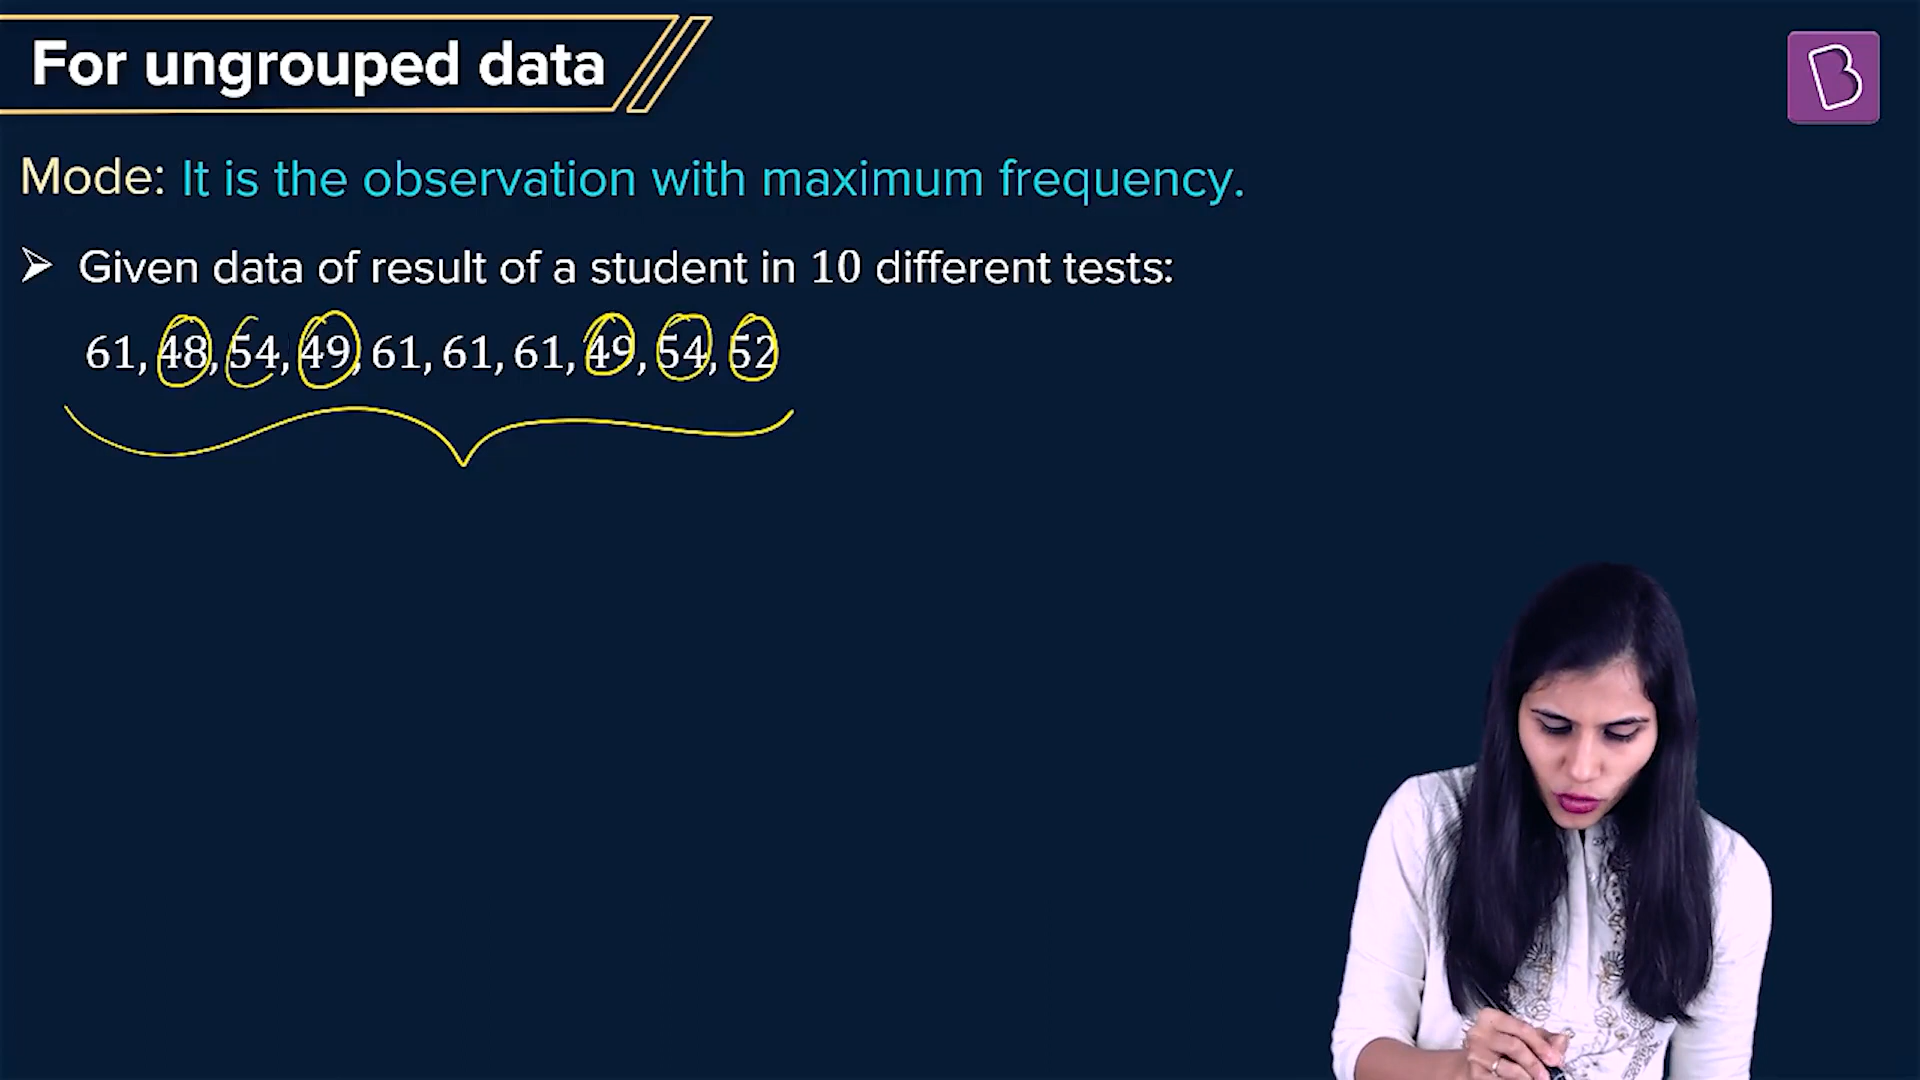 For ungrouped data
B
Mode: It is the observation with maximum frequency.
➢ Given data of result of a student in 10 different tests:
61, 48, 54, 49, 61, 61, 61, 49, 54, 52